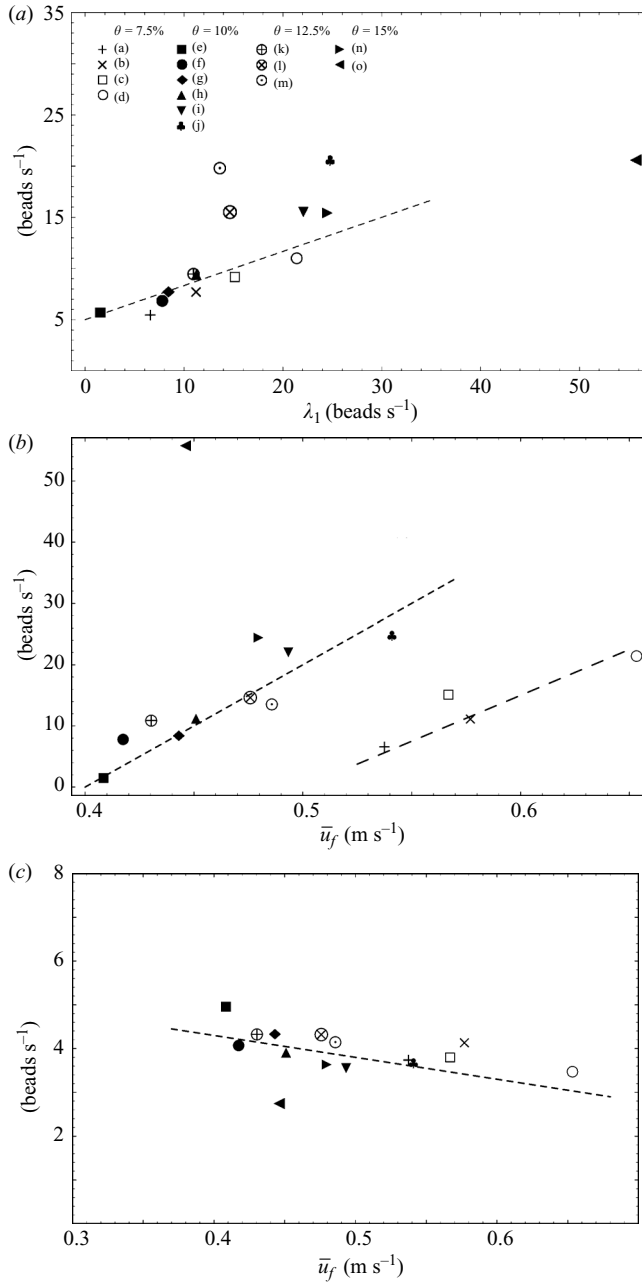 (a)
35
θ = 7.5% θ = 10% θ = 12.5% θ = 15%
(a) (e) (k) (n)
(b) (f) (l) (o)
(c) (g) (m)
(d) (h)
(i)
(j)
25
15
5
(beads s⁻¹)
0 10 20 30 40 50
λ₁ (beads s⁻¹)
(b)
50
40
30
20
10
0
(beads s⁻¹)
0.4 0.5 0.6
ū_f (m s⁻¹)
(c)
8
6
4
2
(beads s⁻¹)
0.3 0.4 0.5 0.6
ū_f (m s⁻¹)